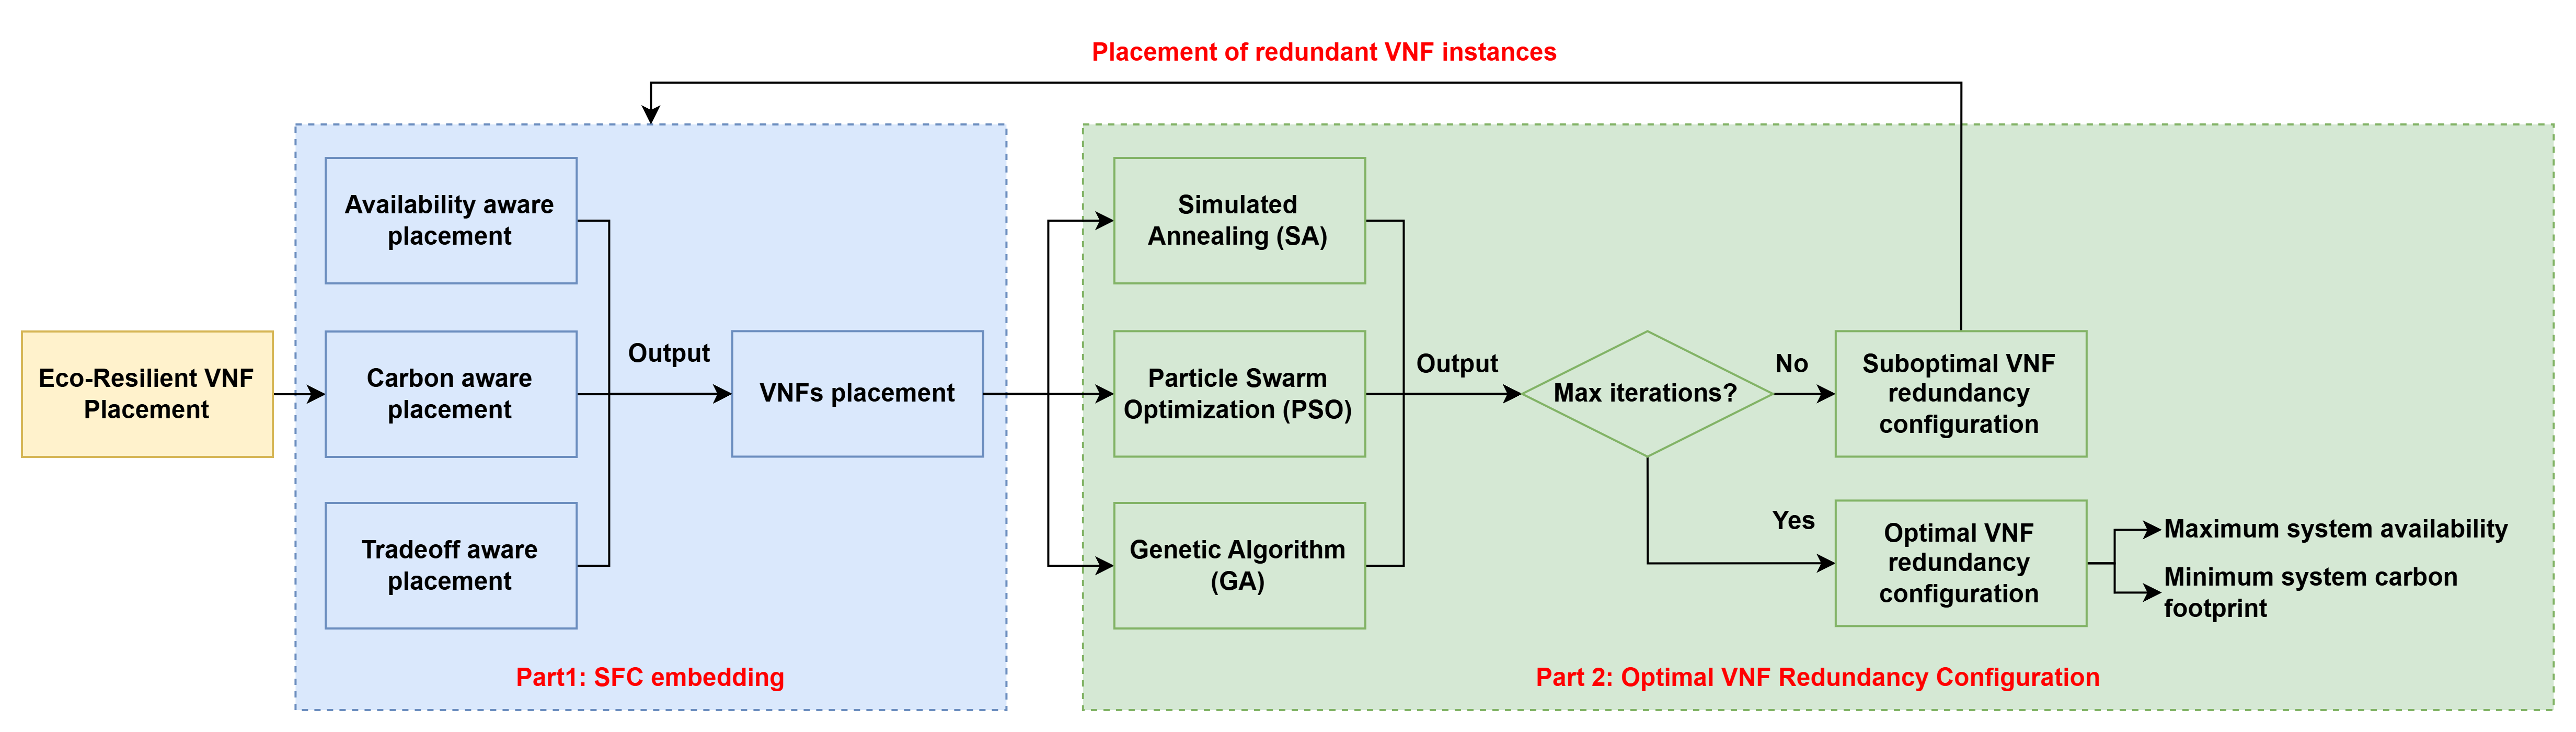 Placement of redundant VNF instances
Eco-Resilient VNF
Placement
Availability aware
placement
Carbon aware
placement
Tradeoff aware
placement
Output
VNFs placement
Part1: SFC embedding
Simulated
Annealing (SA)
Particle Swarm
Optimization (PSO)
Genetic Algorithm
(GA)
Output
Max iterations?
No
Suboptimal VNF
redundancy
configuration
Yes
Optimal VNF
redundancy
configuration
Maximum system availability
Minimum system carbon
footprint
Part 2: Optimal VNF Redundancy Configuration